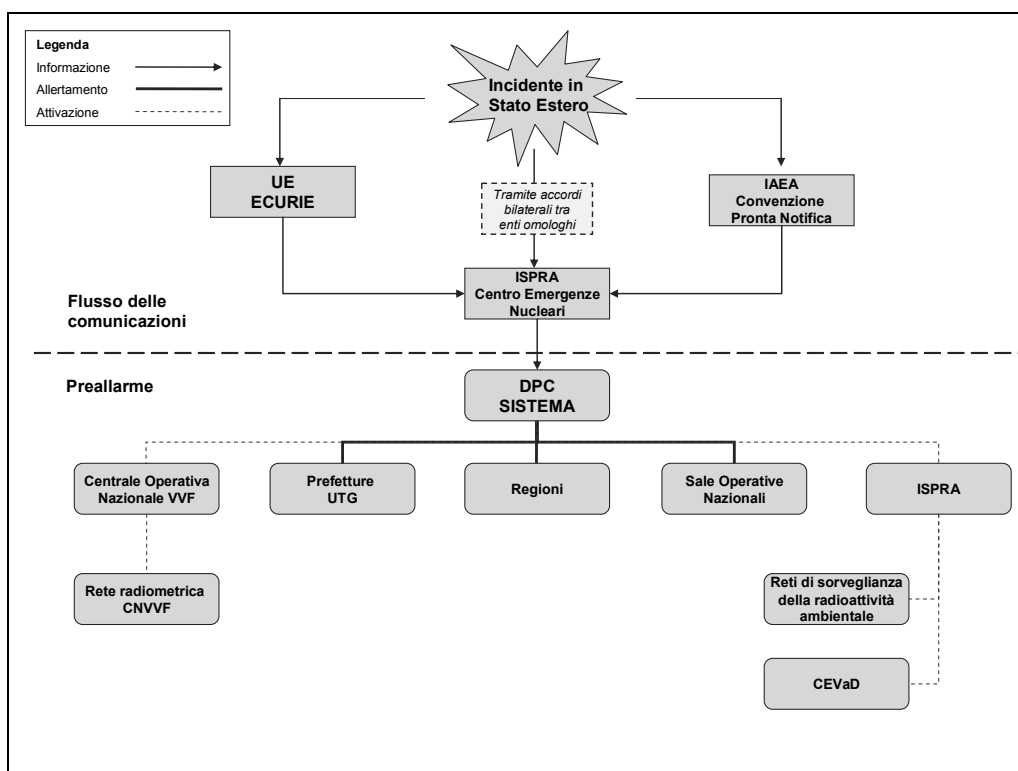 Legenda
Informazione
Allertamento
Attivazione
Incidente in
Stato Estero
UE
ECURIE
Tramite accordi
bilaterali tra
enti omologhi
IAEA
Convenzione
Pronta Notifica
ISPRA
Centro Emergenze
Nucleari
Flusso delle
comunicazioni
Preallarme
DPC
SISTEMA
Centrale Operativa
Nazionale VVF
Prefetture
UTG
Regioni
Sale Operative
Nazionali
ISPRA
Rete radiometrica
CNVVF
Reti di sorveglianza
della radioattività
ambientale
CEVaD